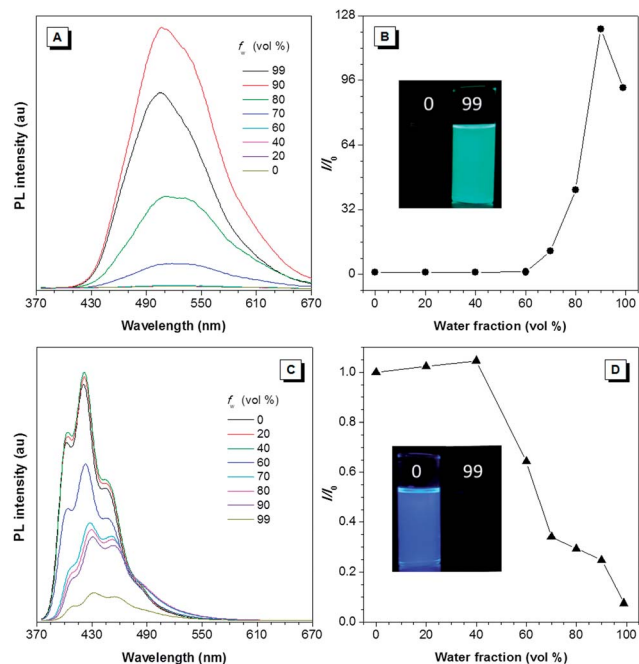 A
f_w (vol %)
99
90
80
70
60
40
20
0
PL intensity (au)
370 430 490 550 610 670
Wavelength (nm)
B
128
96
64
32
0
I/I0
0 99
0 20 40 60 80 100
Water fraction (vol %)
C
f_w (vol %)
0
20
40
60
70
80
90
99
PL intensity (au)
370 430 490 550 610 670
Wavelength (nm)
D
1.0
0.8
0.6
0.4
0.2
0.0
I/I0
0 99
0 20 40 60 80 100
Water fraction (vol %)